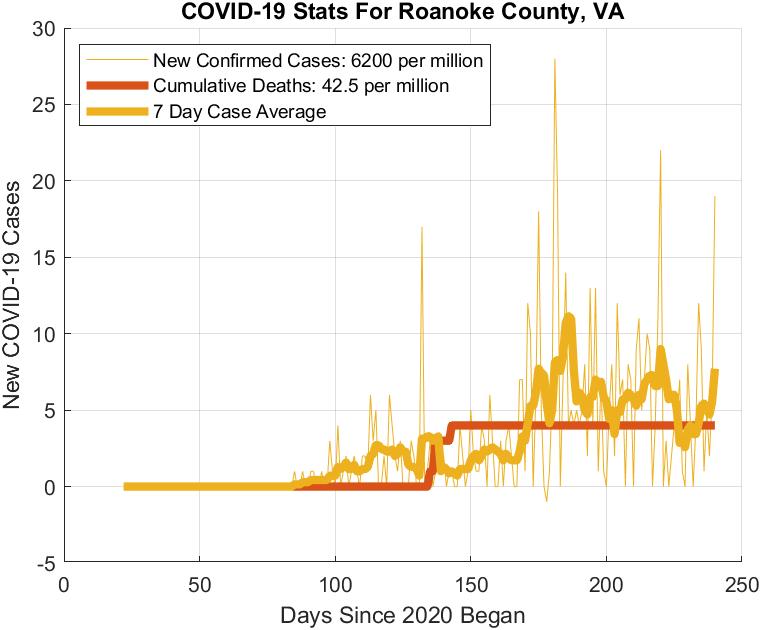 COVID-19 Stats For Roanoke County, VA
30
25
20
15
10
5
0
-5
New Confirmed Cases: 6200 per million
Cumulative Deaths: 42.5 per million
7 Day Case Average
New COVID-19 Cases
0 50 100 150 200 250
Days Since 2020 Began